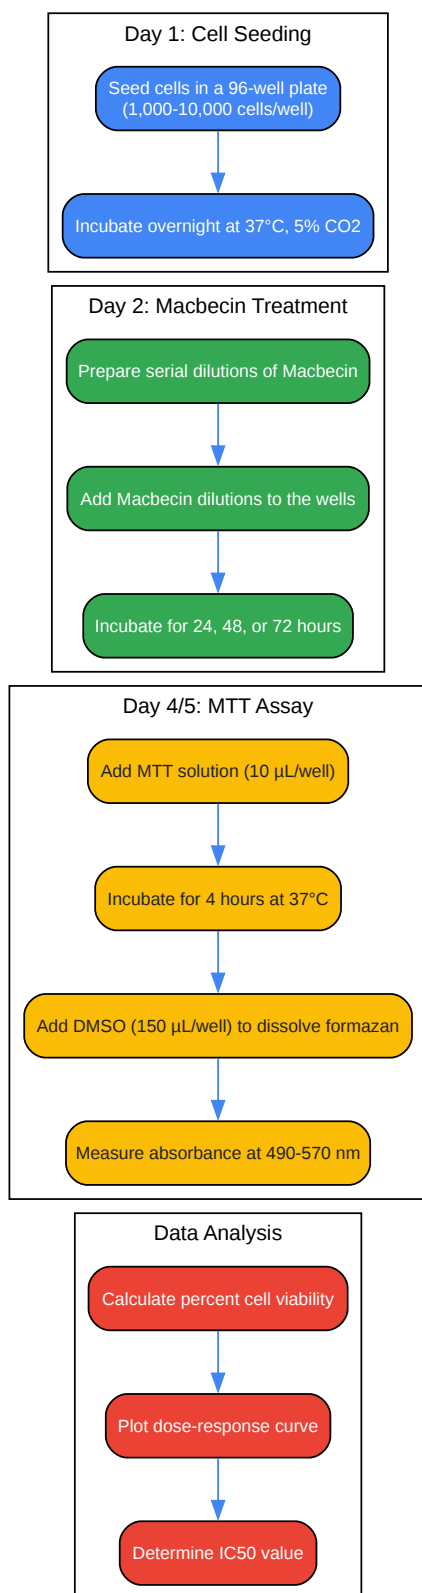 Day 1: Cell Seeding
Seed cells in a 96-well plate
(1,000-10,000 cells/well)
Incubate overnight at 37°C, 5% CO2
Day 2: Macbecin Treatment
Prepare serial dilutions of Macbecin
Add Macbecin dilutions to the wells
Incubate for 24, 48, or 72 hours
Day 4/5: MTT Assay
Add MTT solution (10 µL/well)
Incubate for 4 hours at 37°C
Add DMSO (150 µL/well) to dissolve formazan
Measure absorbance at 490-570 nm
Data Analysis
Calculate percent cell viability
Plot dose-response curve
Determine IC50 value